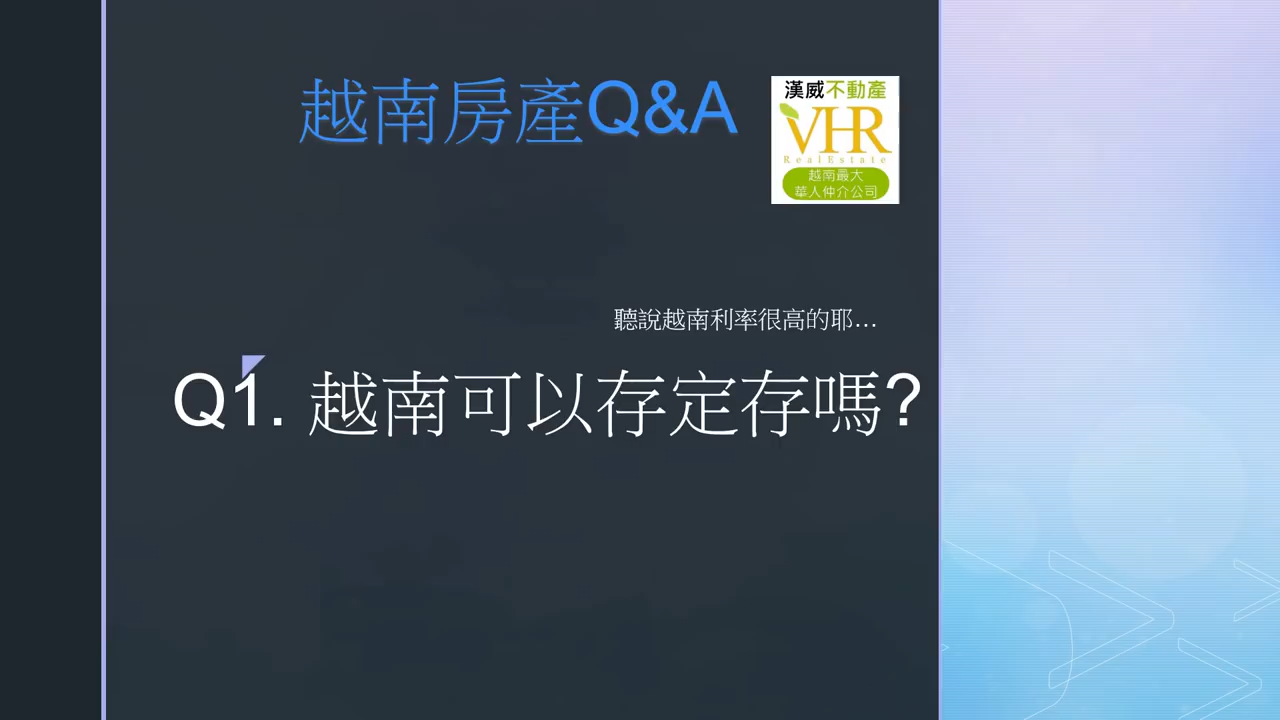 越南房產Q&A
漢威不動產
VHR
RealEstate
越南最大
華人仲介公司
聽說越南利率很高的耶...
Q1. 越南可以存定存嗎?